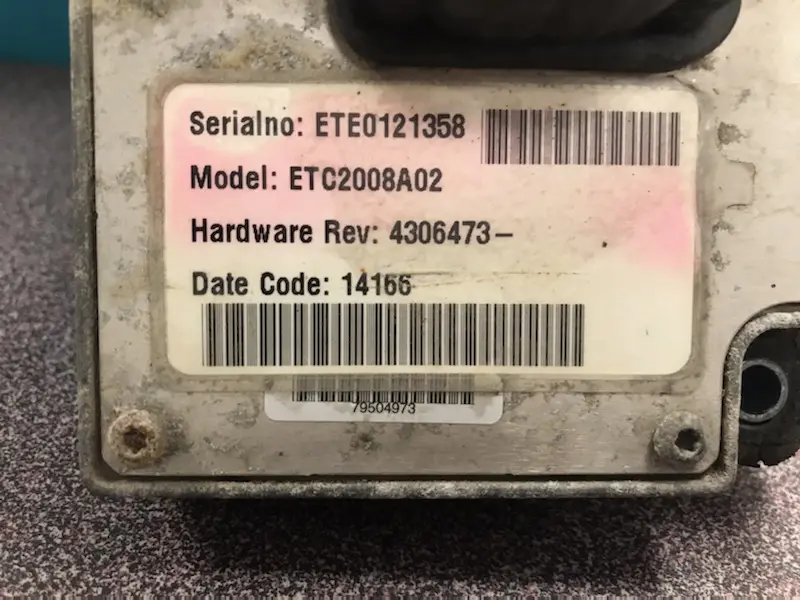 Serialno: ETE0121358
Model: ETC2008A02
Hardware Rev: 4306473-
Date Code: 14166
79504973